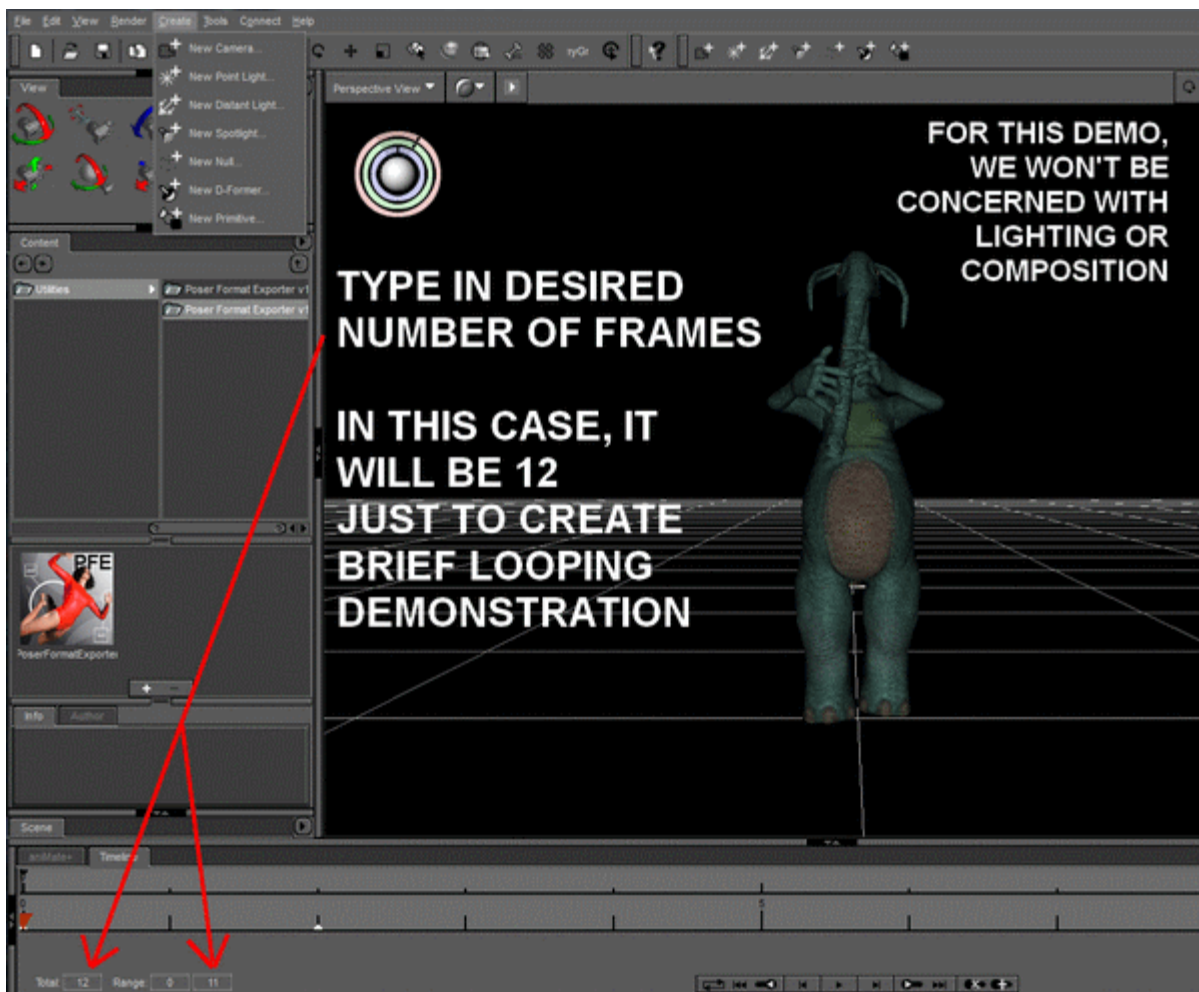 File Edit View Render Create Tools Connect Help
New Camera...
New Point Light...
New Distant Light...
New Spotlight...
New Null...
New D-Former...
New Primitive...
View
Perspective View
FOR THIS DEMO,
WE WON'T BE
CONCERNED WITH
LIGHTING OR
COMPOSITION
Content
Utilities
Poser Format Exporter v1
Poser Format Exporter v1
TYPE IN DESIRED
NUMBER OF FRAMES
IN THIS CASE, IT
WILL BE 12
JUST TO CREATE
BRIEF LOOPING
DEMONSTRATION
PFE
PoserFormatExporter
Info Author
Scene
aniMate+ Timeline
0 5
Total: 12 Range: 0 11